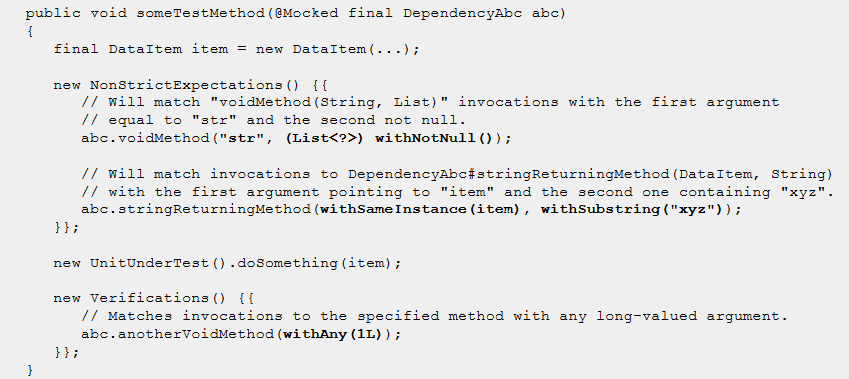 public void someTestMethod(@Mocked final DependencyAbc abc)
{
final DataItem item = new DataItem(...);
new NonStrictExpectations() {{
// Will match "voidMethod(String, List)" invocations with the first argument
// equal to "str" and the second not null.
abc.voidMethod("str", (List<?>) withNotNull());
// Will match invocations to DependencyAbc#stringReturningMethod(DataItem, String)
// with the first argument pointing to "item" and the second one containing "xyz".
abc.stringReturningMethod(withSameInstance(item), withSubstring("xyz"));
}};
new UnitUnderTest().doSomething(item);
new Verifications() {{
// Matches invocations to the specified method with any long-valued argument.
abc.anotherVoidMethod(withAny(1L));
}};
}